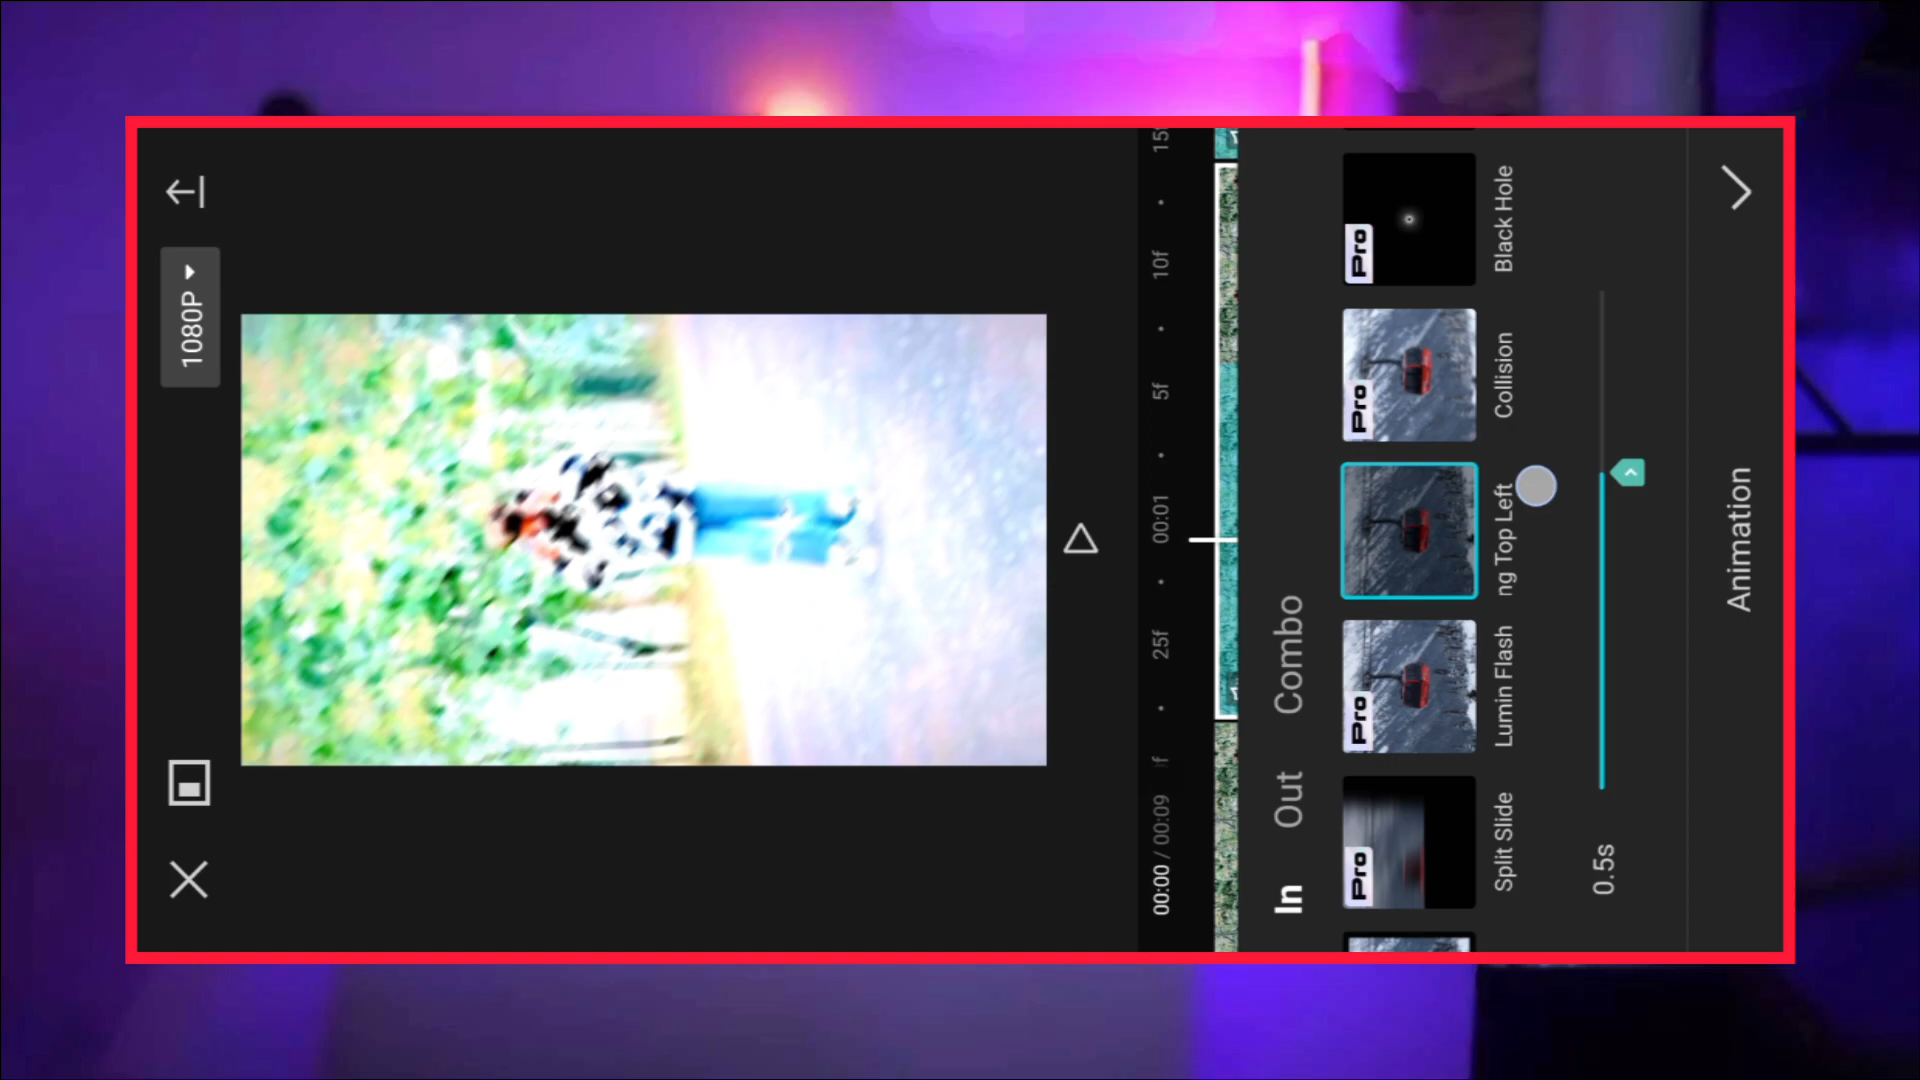 1080P
00:00 / 00:09
f
25f
00:01
5f
10f
15f
In
Out
Combo
Pro
Pro
Pro
Pro
Split Slide
Lumin Flash
ng Top Left
Collision
Black Hole
0.5s
Animation